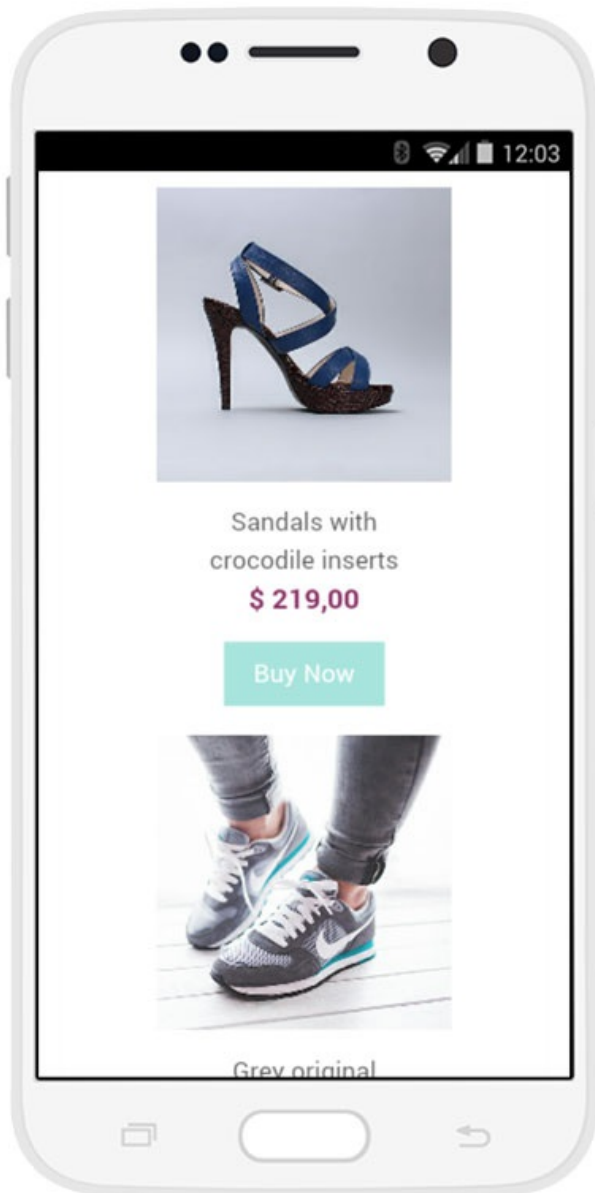 12:03
Sandals with
crocodile inserts
$ 219,00
Buy Now
Grey original